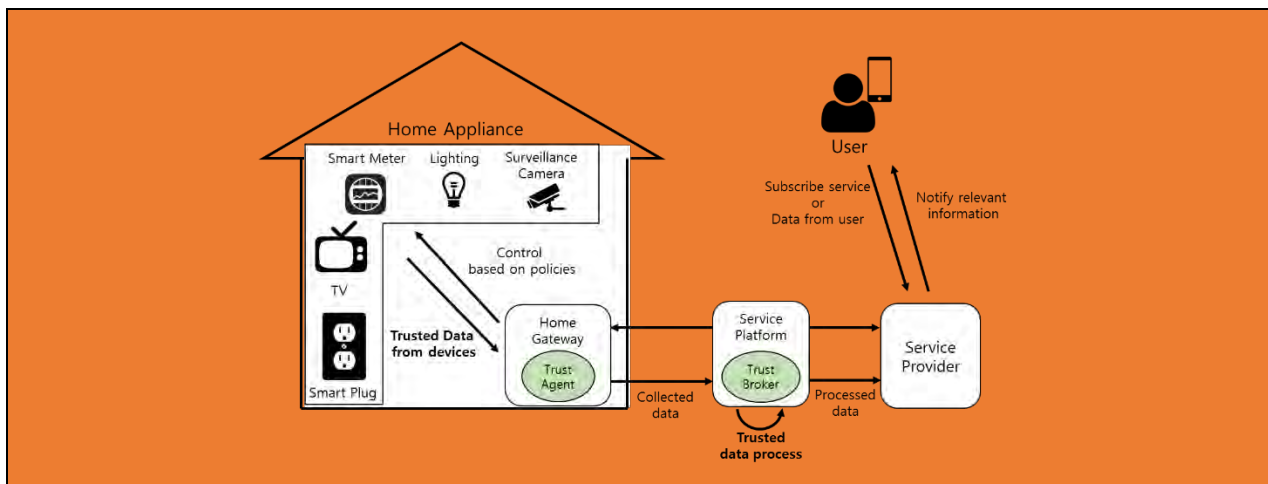 Home Appliance
Smart Meter
Lighting
Surveillance
Camera
TV
Smart Plug
Control
based on policies
Trusted Data
from devices
Home
Gateway
Trust
Agent
Collected
data
Service
Platform
Trust
Broker
Trusted
data process
Processed
data
Service
Provider
User
Subscribe service
or
Data from user
Notify relevant
information